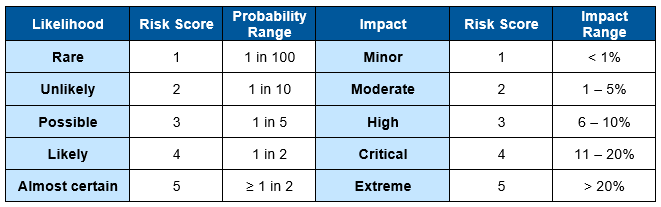 Likelihood Risk Score Probability Range Impact Risk Score Impact Range
Rare 1 1 in 100 Minor 1 < 1%
Unlikely 2 1 in 10 Moderate 2 1 – 5%
Possible 3 1 in 5 High 3 6 – 10%
Likely 4 1 in 2 Critical 4 11 – 20%
Almost certain 5 ≥ 1 in 2 Extreme 5 > 20%